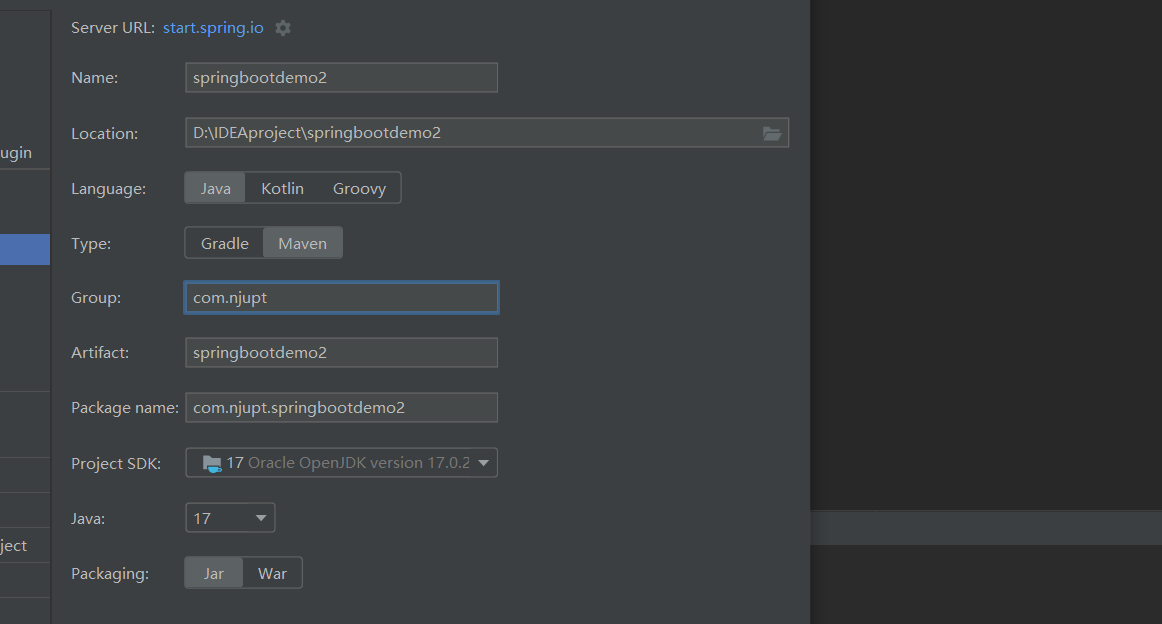 Server URL: start.spring.io
Name: springbootdemo2
Location: D:\IDEAproject\springbootdemo2
ugin
Language: Java Kotlin Groovy
Type: Gradle Maven
Group: com.njupt
Artifact: springbootdemo2
Package name: com.njupt.springbootdemo2
Project SDK: 17 Oracle OpenJDK version 17.0.2
Java: 17
ject
Packaging: Jar War